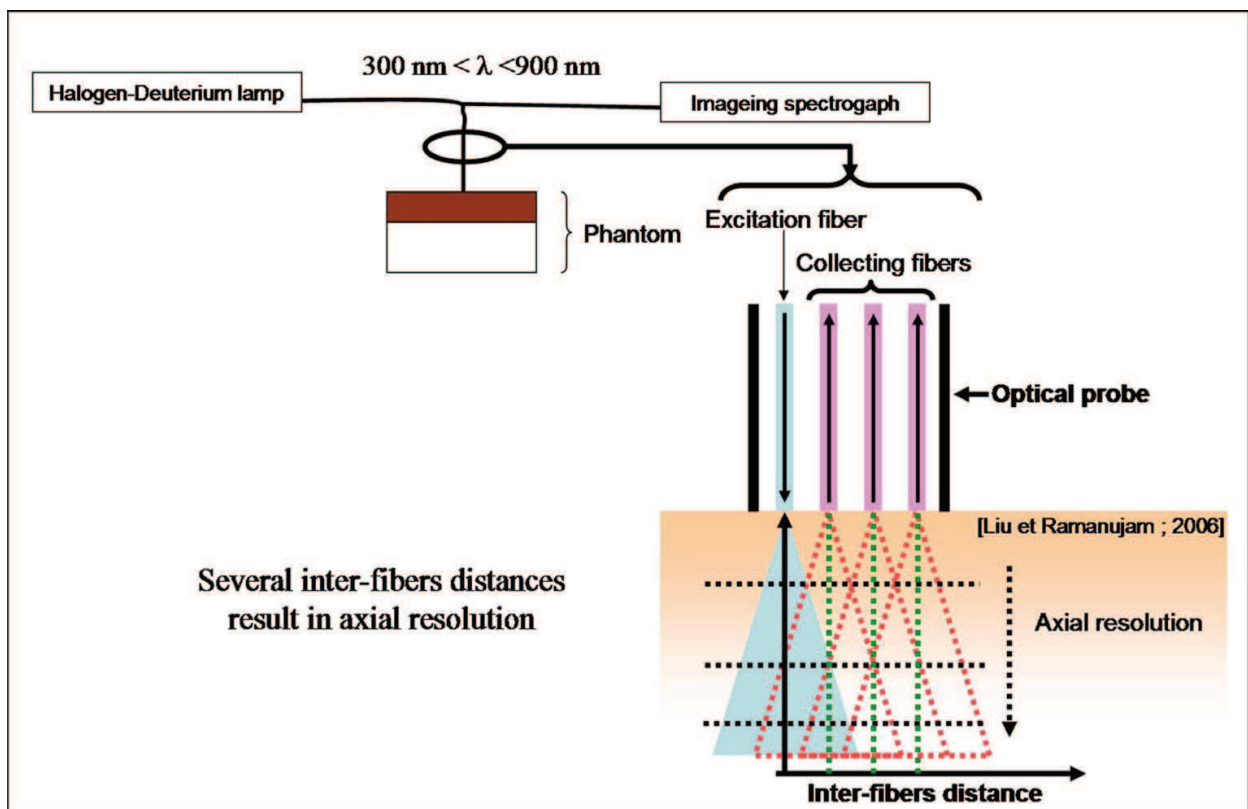 300 nm < λ <900 nm
Halogen-Deuterium lamp
Imageing spectrogaph
Phantom
Excitation fiber
Collecting fibers
Optical probe
[Liu et Ramanujam ; 2006]
Several inter-fibers distances
result in axial resolution
Axial resolution
Inter-fibers distance